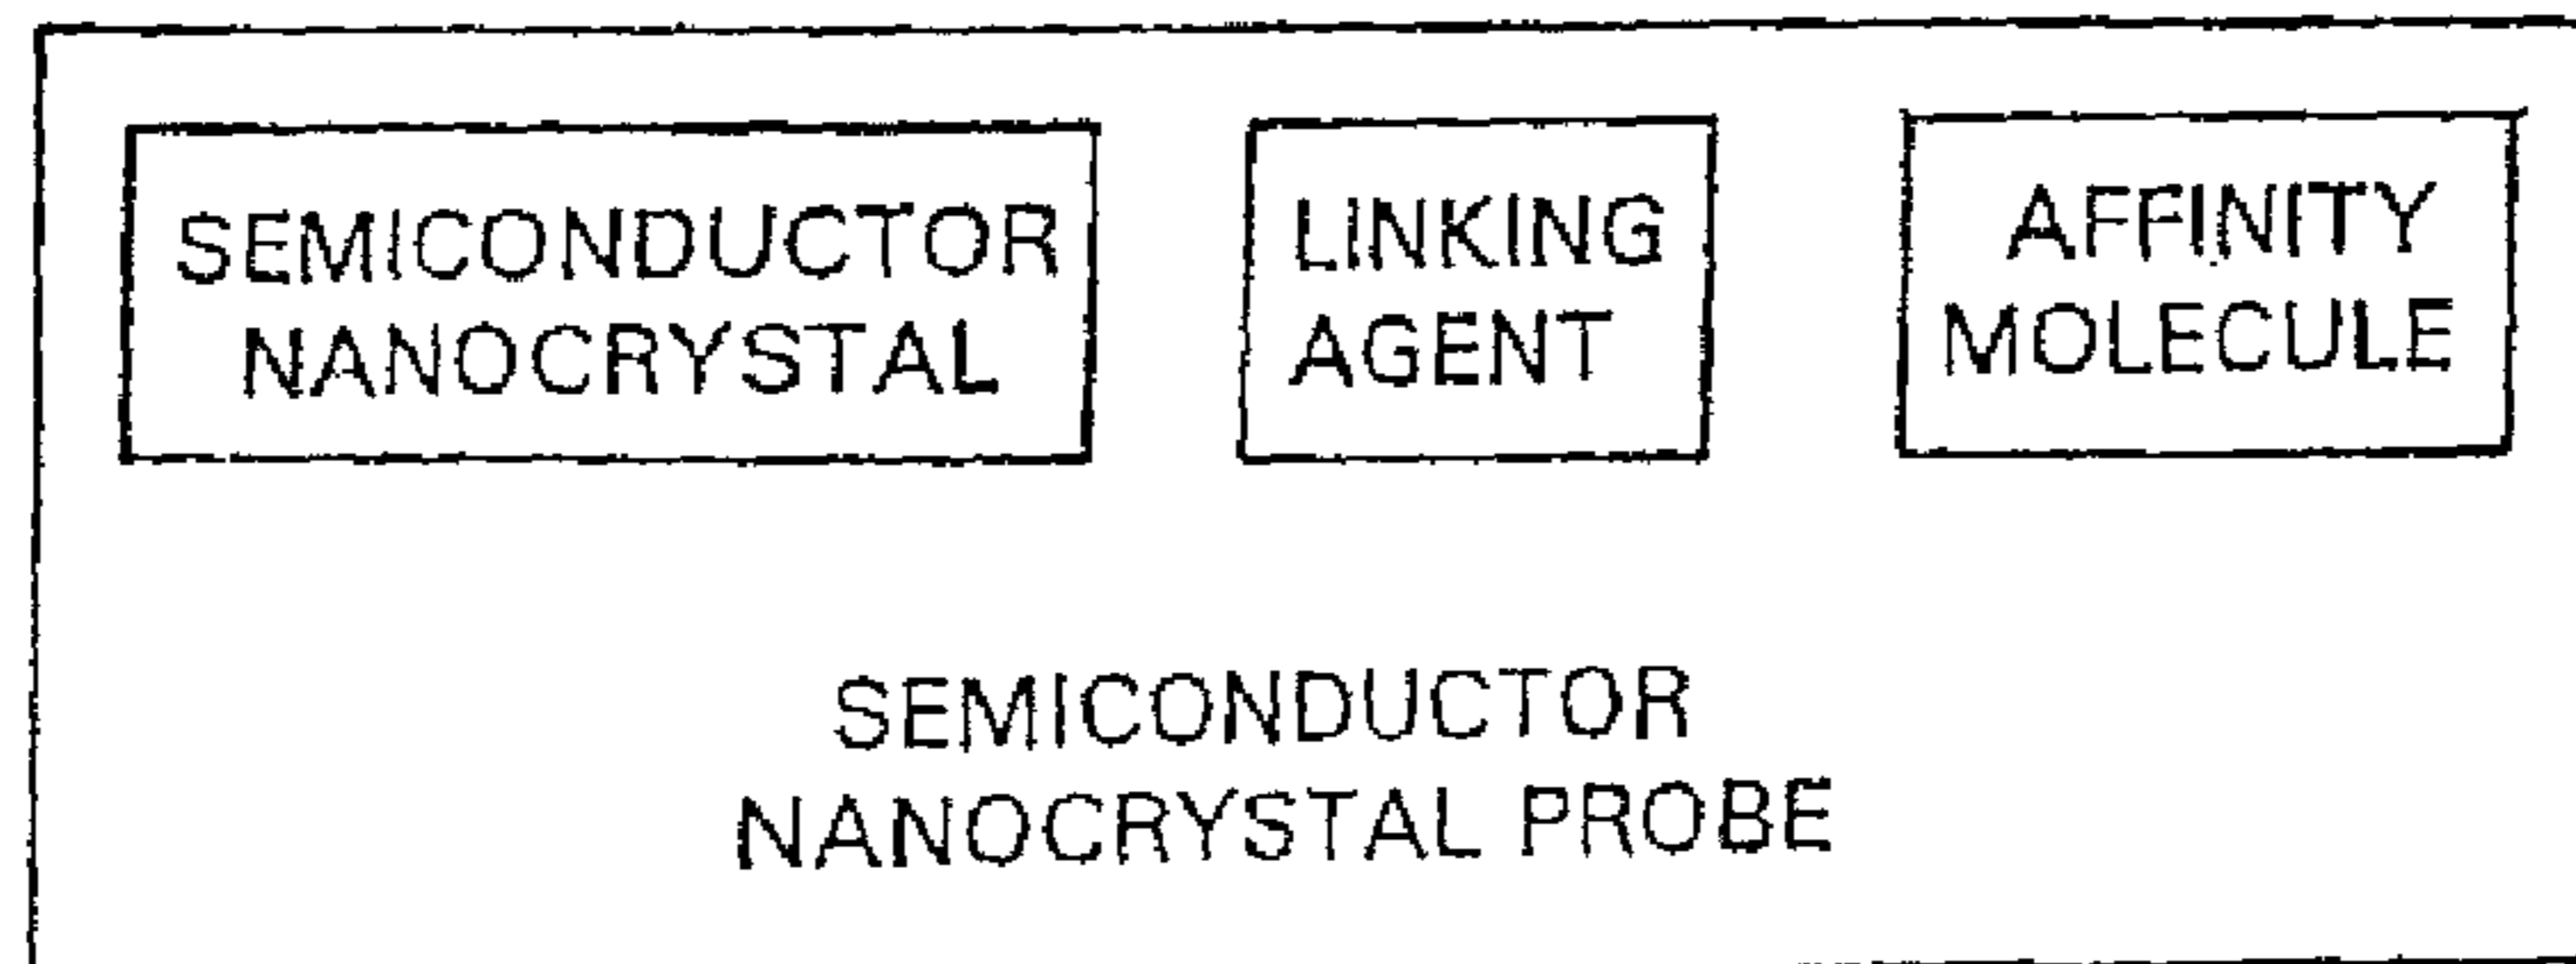 SEMICONDUCTOR
NANOCRYSTAL
LINKING
AGENT
AFFINITY
MOLECULE
SEMICONDUCTOR
NANOCRYSTAL PROBE